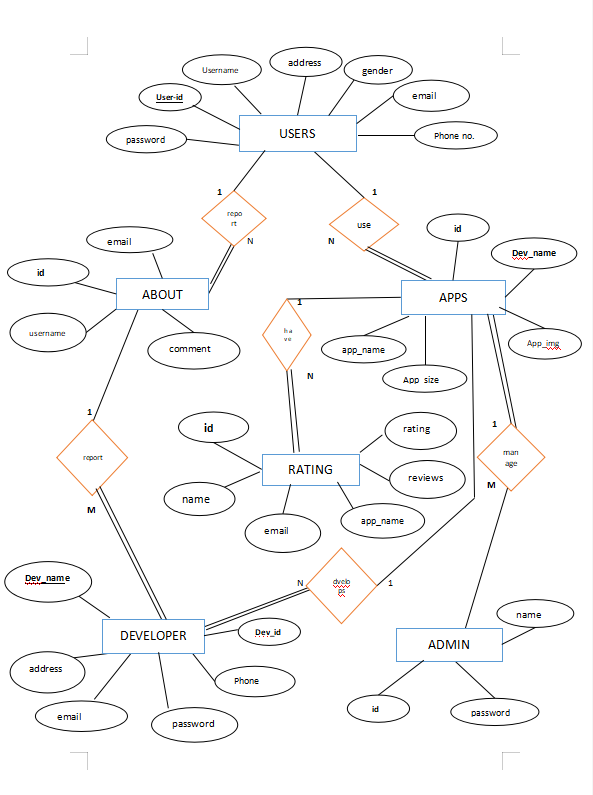 address
Username
gender
User-id
email
USERS
Phone no.
password
1
1
repo
rt
use
id
N
N
email
Dev_name
id
ABOUT
APPS
1
username
ha
ve
App_img
comment
app_name
N
App size
1
id
rating
1
report
man
age
RATING
reviews
M
name
M
app_name
email
Dev_name
N
dvelo
ps
1
name
DEVELOPER
Dev_id
ADMIN
address
Phone
id
password
email
password